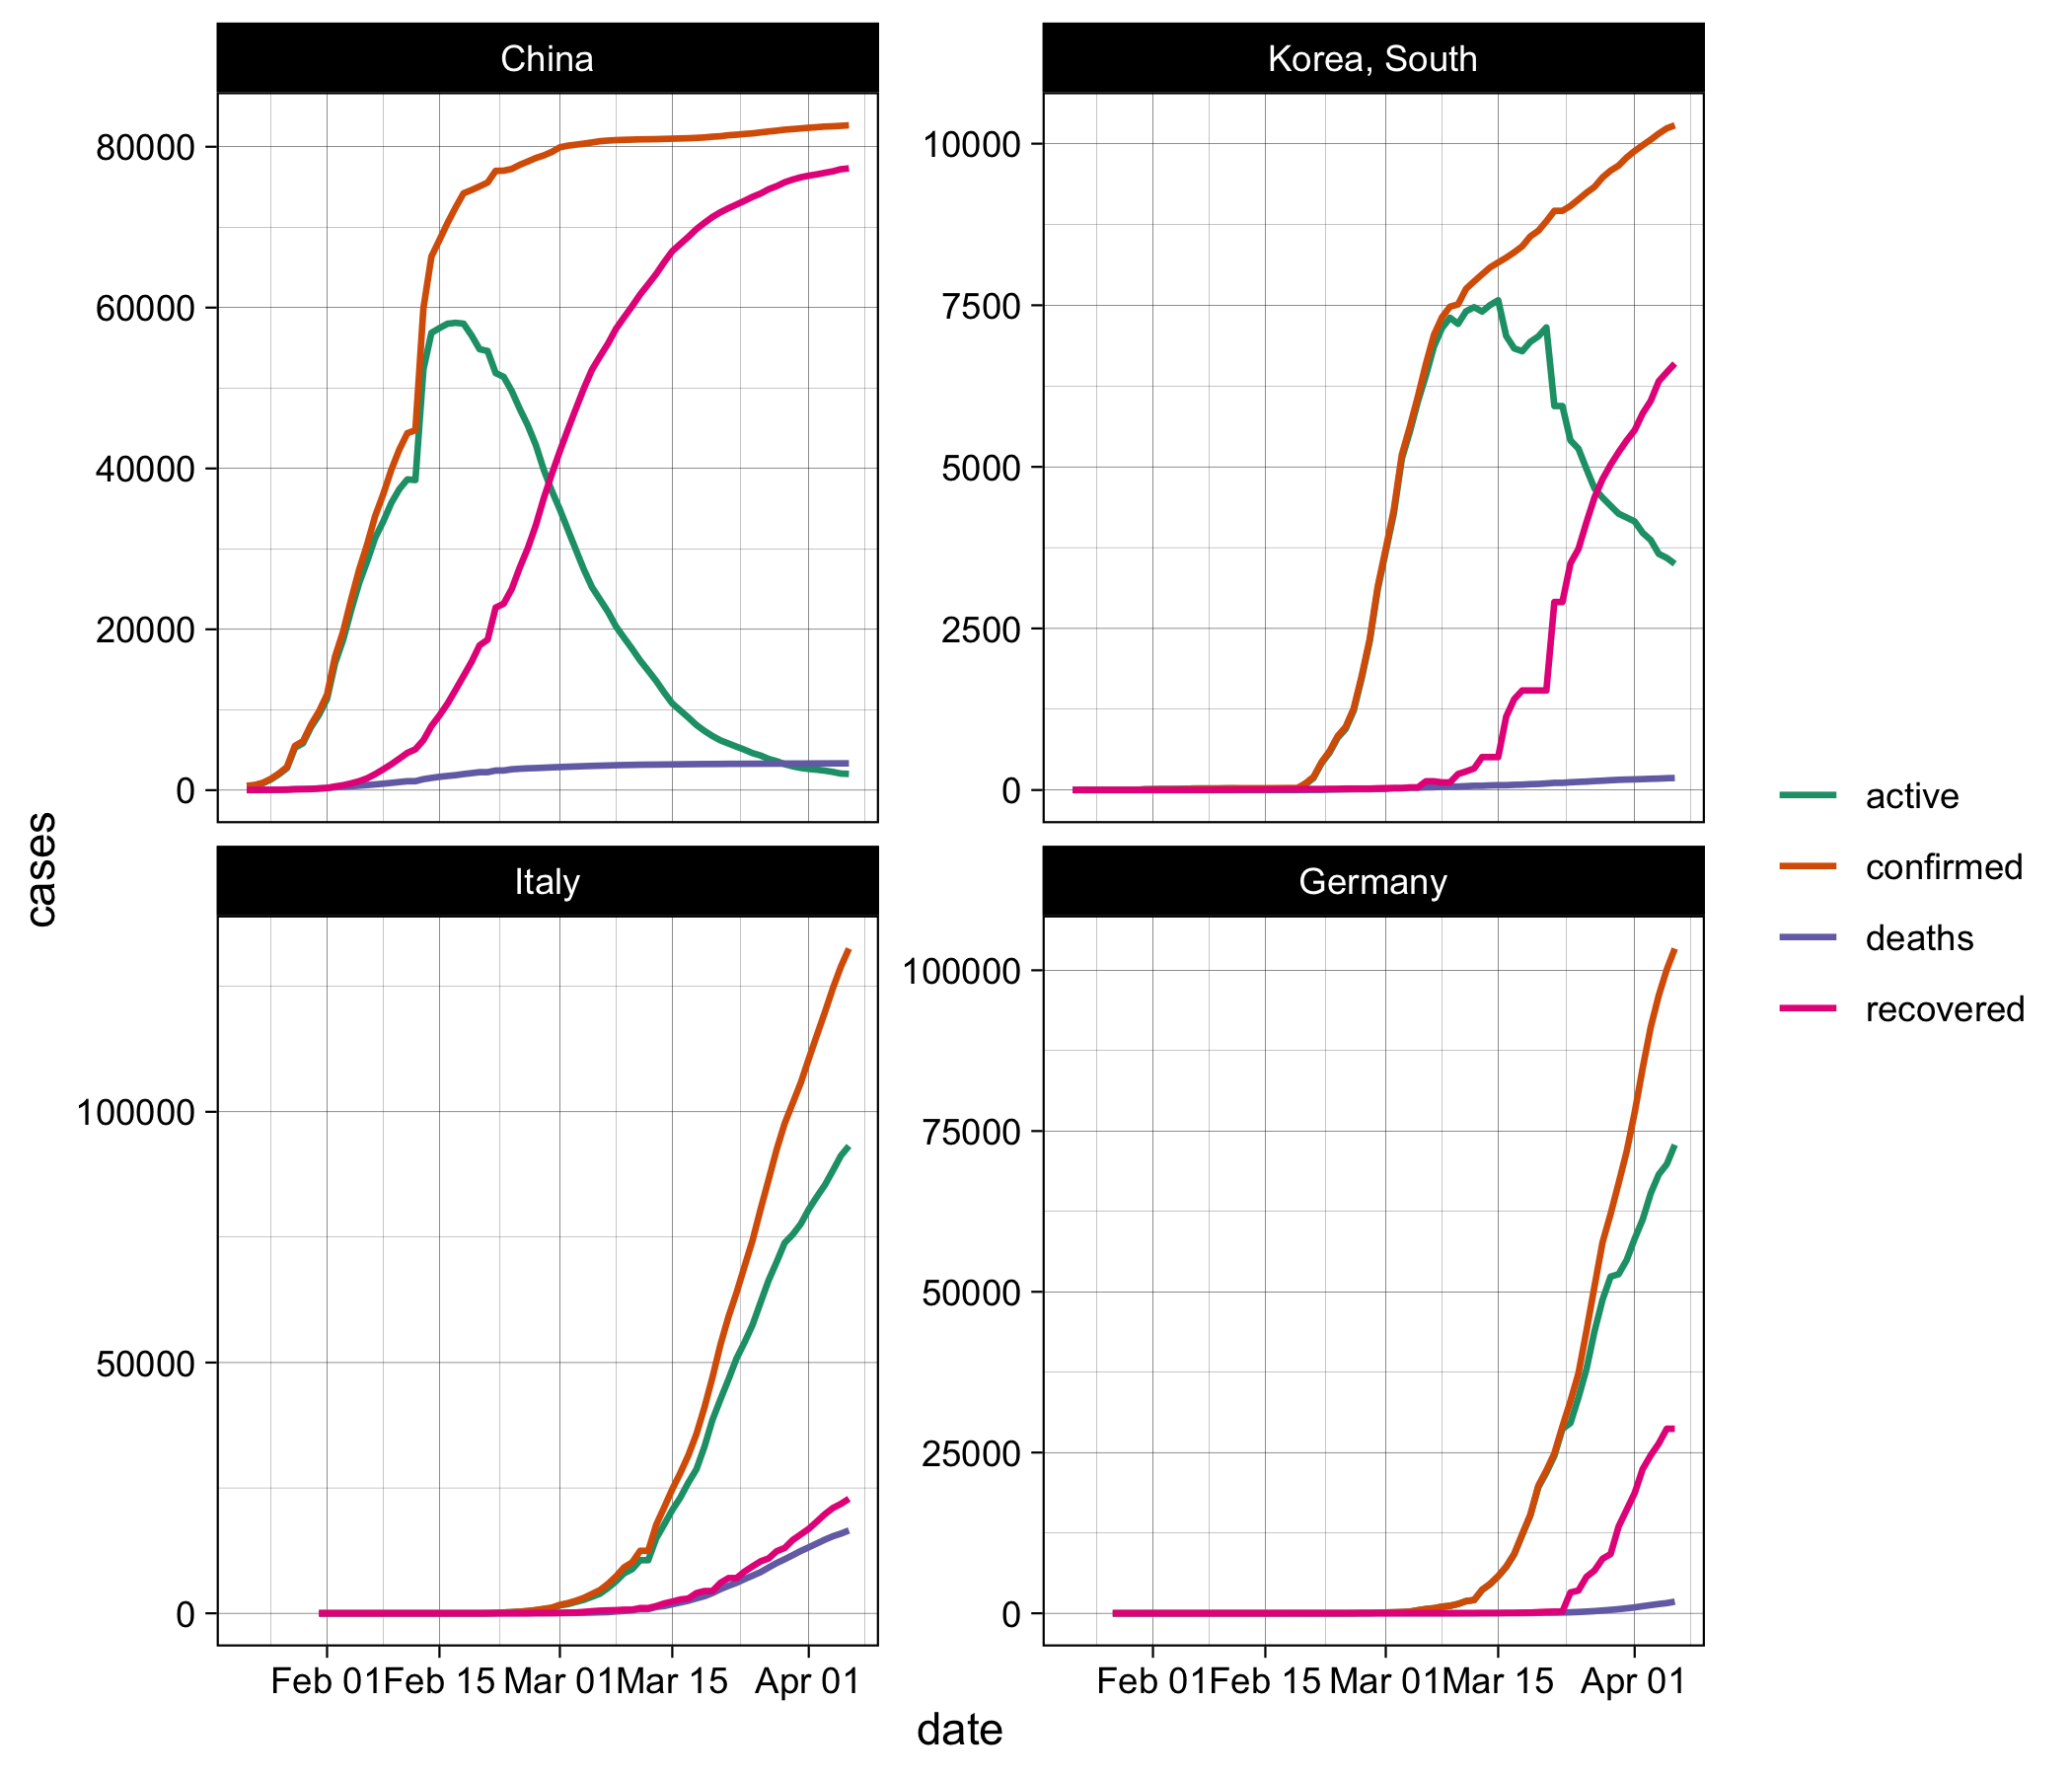 China
Korea, South
80000
60000
40000
20000
0
10000
7500
5000
2500
0
cases
Italy
Germany
100000
50000
0
100000
75000
50000
25000
0
Feb 01 Feb 15 Mar 01 Mar 15 Apr 01
Feb 01 Feb 15 Mar 01 Mar 15 Apr 01
date
active
confirmed
deaths
recovered